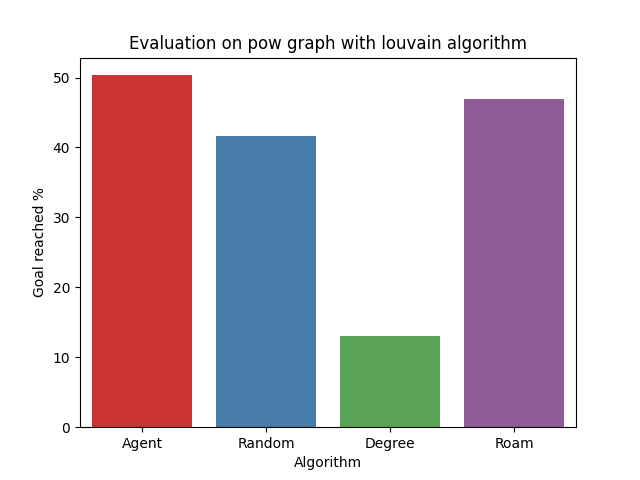 Evaluation on pow graph with louvain algorithm
50
40
30
20
10
0
Goal reached %
Agent Random Degree Roam
Algorithm